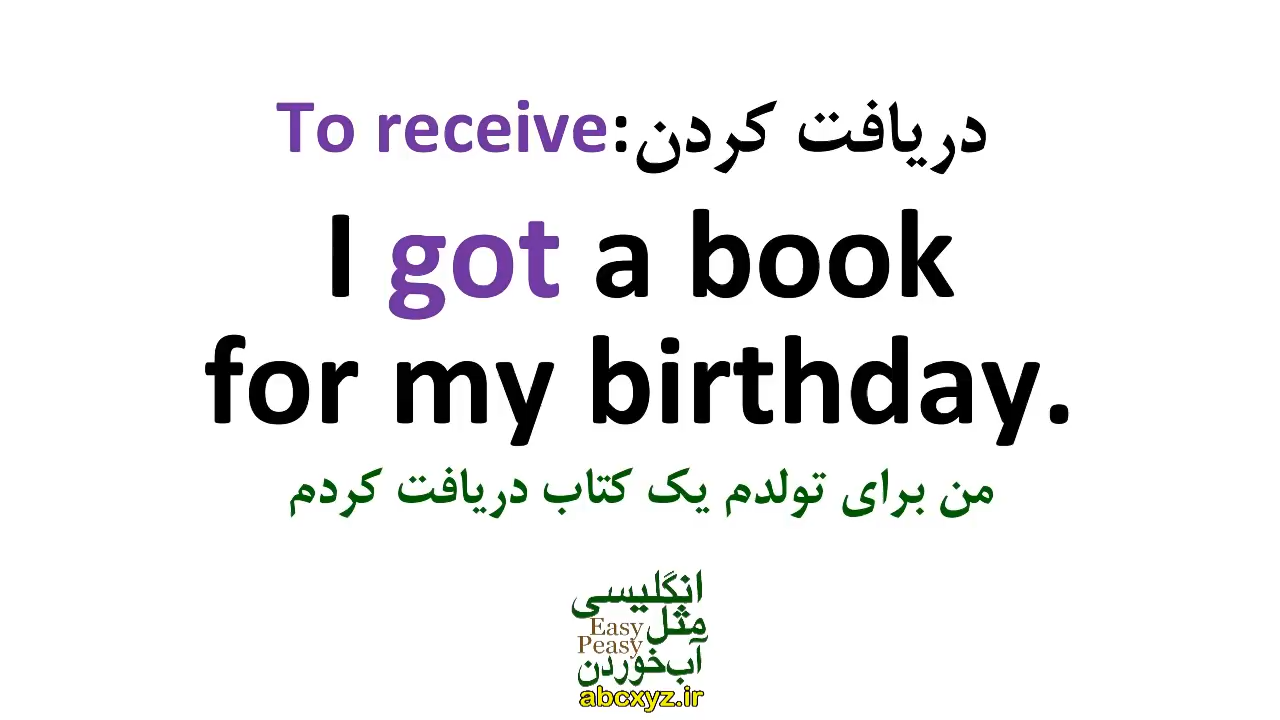 To receive:دریافت کردن
I got a book
for my birthday.
من برای تولدم یک کتاب دریافت کردم
انگلیسی
مثل
Easy
Peasy
آب‌خوردن
abcxyz.ir